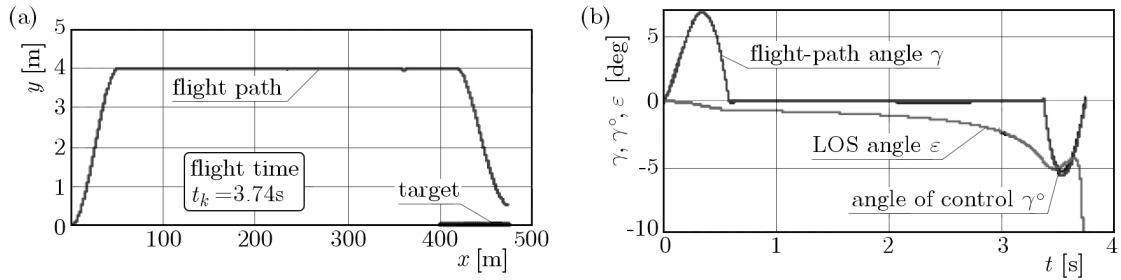 (a)
5
4
3
2
1
0
y [m]
flight path
flight time
t_k = 3.74s
target
100
200
300
400
500
x [m]
(b)
5
0
-5
-10
γ, γ°, ε [deg]
flight-path angle γ
LOS angle ε
angle of control γ°
0
1
2
3
4
t [s]